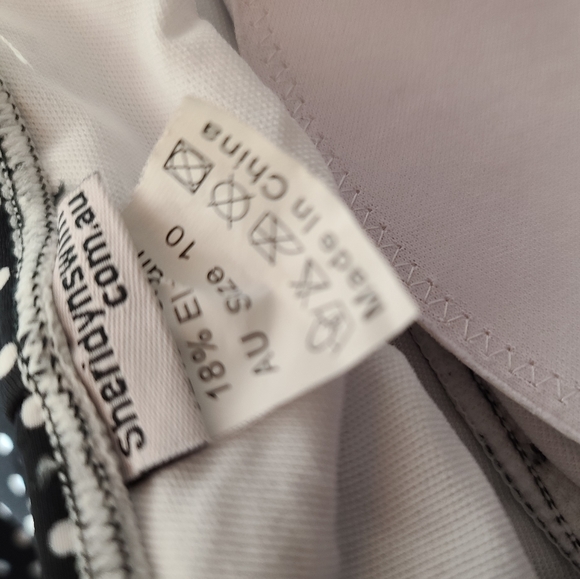 Sheridynswim
com.au
18% El
AU Size 10
Made in China